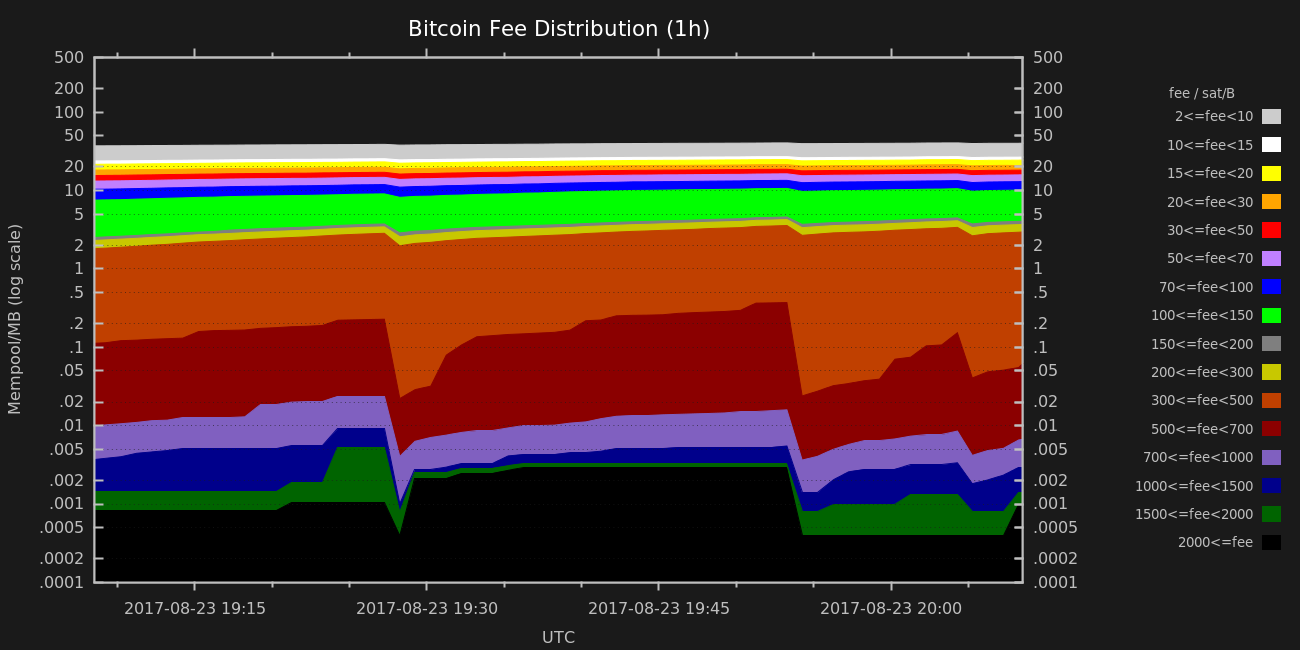 Bitcoin Fee Distribution (1h)
500 500
200 200
100 100
50 50
20 20
10 10
5 5
2 2
1 1
.5 .5
.2 .2
.1 .1
.05 .05
.02 .02
.01 .01
.005 .005
.002 .002
.001 .001
.0005 .0005
.0002 .0002
.0001 .0001
Mempool/MB (log scale)
2017-08-23 19:15 2017-08-23 19:30 2017-08-23 19:45 2017-08-23 20:00
UTC
fee / sat/B
2<=fee<10
10<=fee<15
15<=fee<20
20<=fee<30
30<=fee<50
50<=fee<70
70<=fee<100
100<=fee<150
150<=fee<200
200<=fee<300
300<=fee<500
500<=fee<700
700<=fee<1000
1000<=fee<1500
1500<=fee<2000
2000<=fee